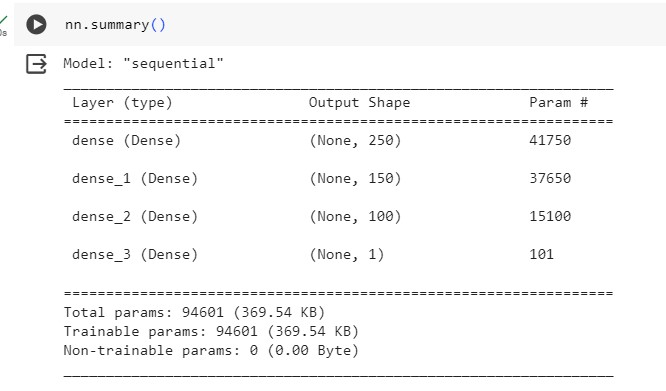 nn.summary()
Model: "sequential"
Layer (type) Output Shape Param #
=================================================================
dense (Dense) (None, 250) 41750
dense_1 (Dense) (None, 150) 37650
dense_2 (Dense) (None, 100) 15100
dense_3 (Dense) (None, 1) 101
=================================================================
Total params: 94601 (369.54 KB)
Trainable params: 94601 (369.54 KB)
Non-trainable params: 0 (0.00 Byte)